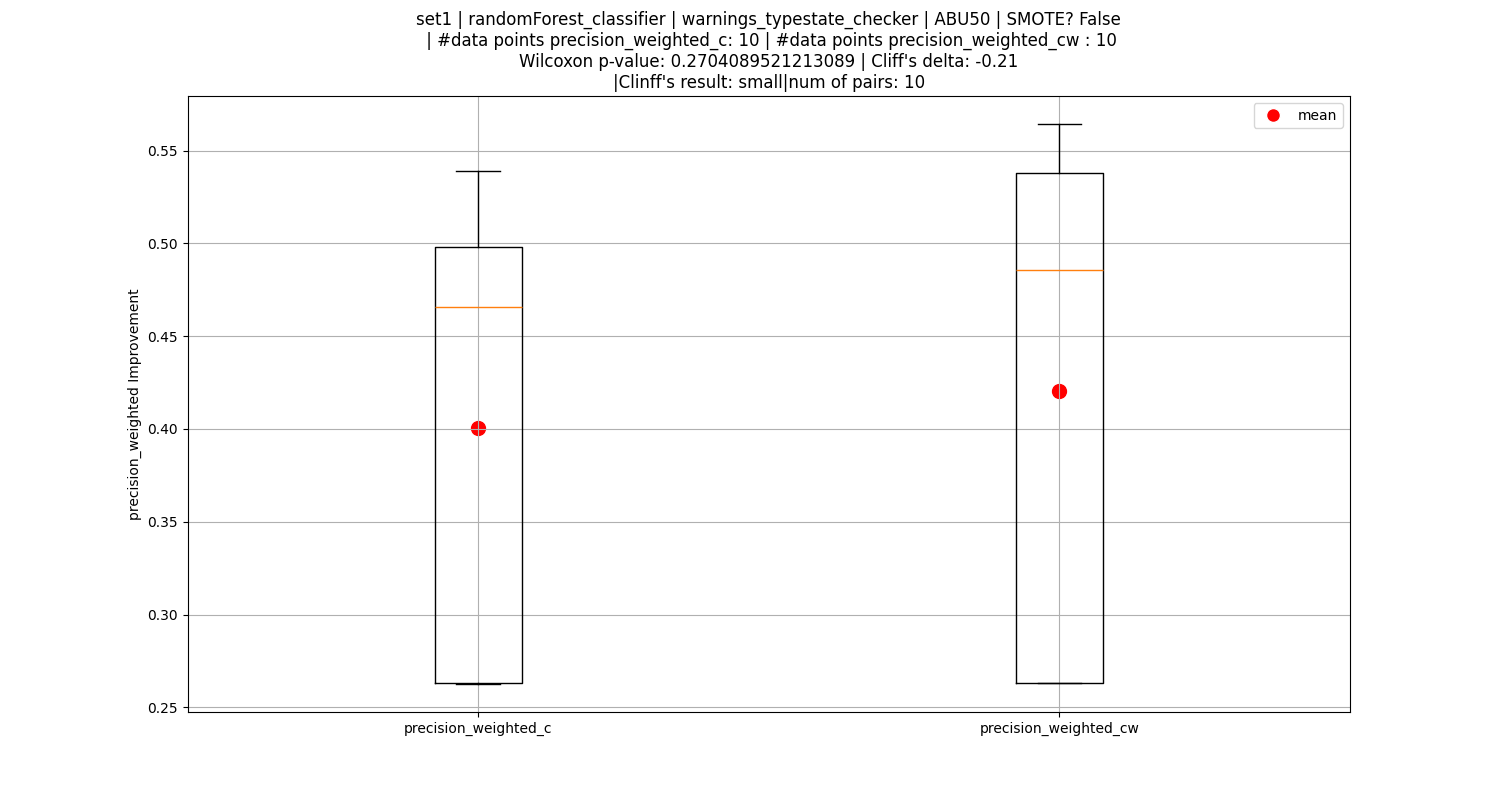 set1 | randomForest_classifier | warnings_typestate_checker | ABU50 | SMOTE? False
| #data points precision_weighted_c: 10 | #data points precision_weighted_cw : 10
Wilcoxon p-value: 0.2704089521213089 | Cliff's delta: -0.21
|Clinff's result: small|num of pairs: 10
mean
0.55
0.50
0.45
0.40
0.35
0.30
0.25
precision_weighted Improvement
precision_weighted_c
precision_weighted_cw